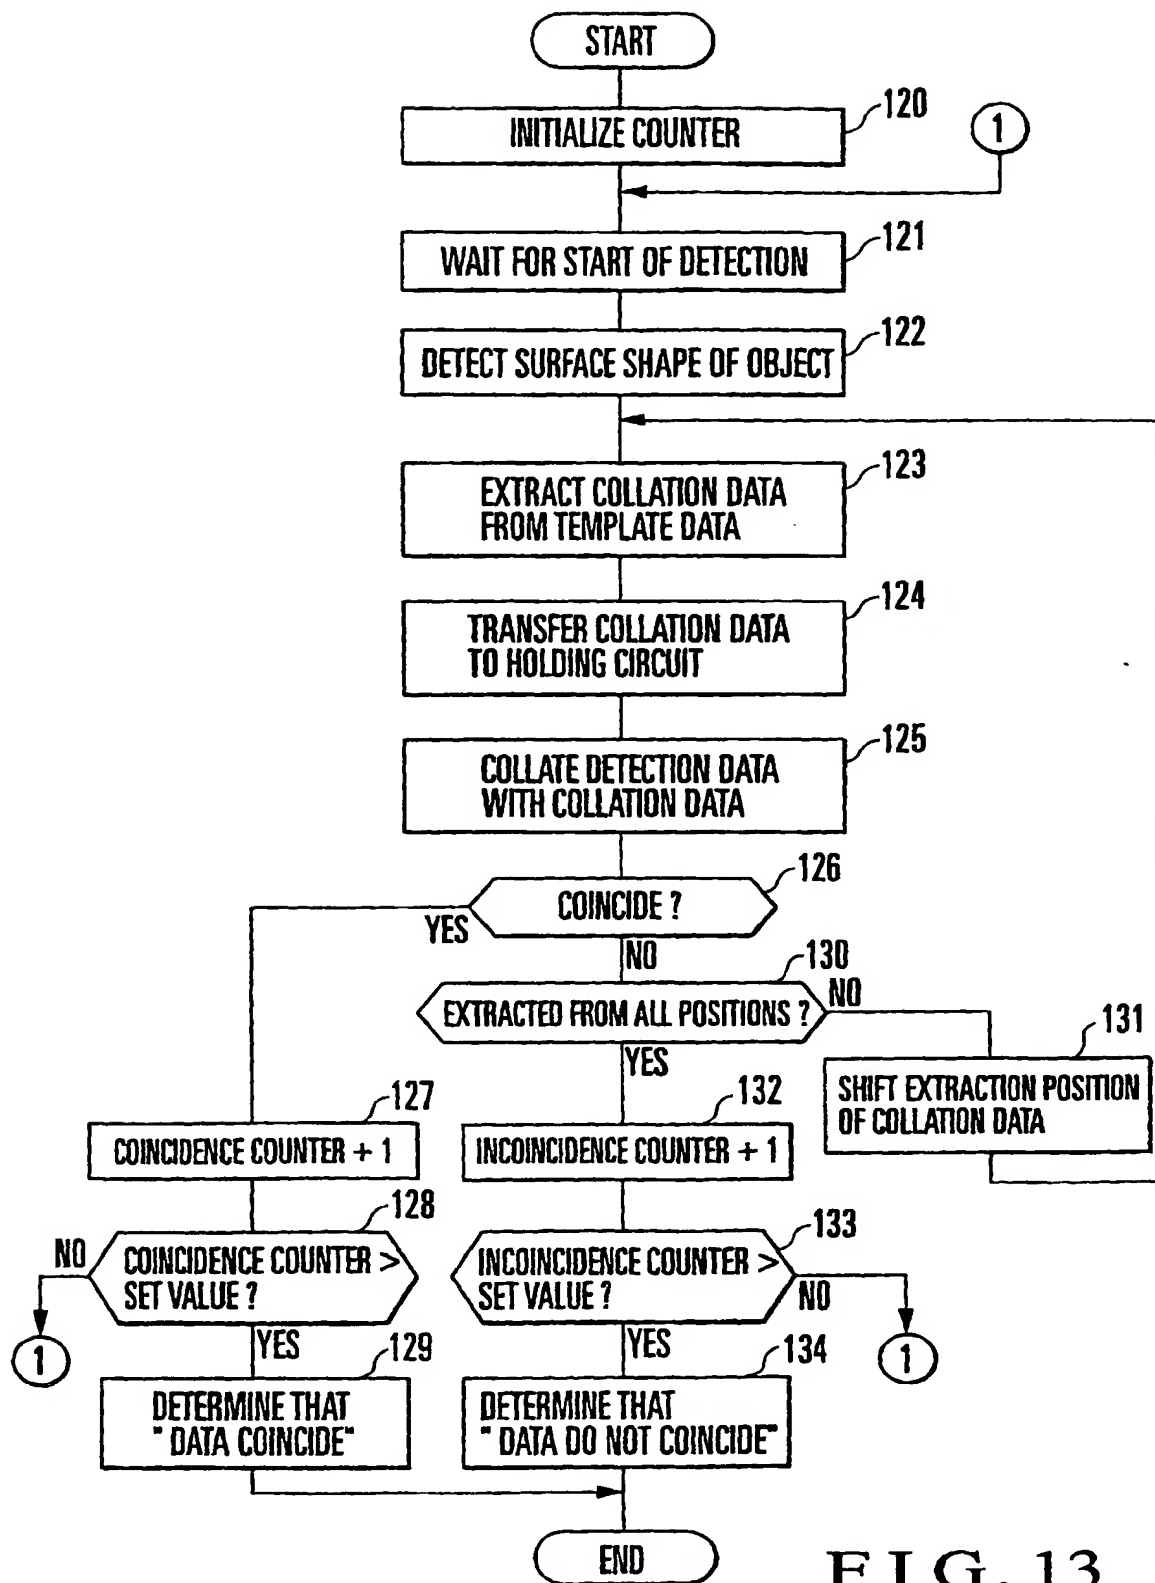 START
INITIALIZE COUNTER
120
1
WAIT FOR START OF DETECTION
121
DETECT SURFACE SHAPE OF OBJECT
122
EXTRACT COLLATION DATA
FROM TEMPLATE DATA
123
TRANSFER COLLATION DATA
TO HOLDING CIRCUIT
124
COLLATE DETECTION DATA
WITH COLLATION DATA
125
COINCIDE ?
126
YES
NO
EXTRACTED FROM ALL POSITIONS ?
130
NO
YES
SHIFT EXTRACTION POSITION
OF COLLATION DATA
131
COINCIDENCE COUNTER + 1
127
INCOINCIDENCE COUNTER + 1
132
COINCIDENCE COUNTER >
SET VALUE ?
128
NO
YES
1
INCOINCIDENCE COUNTER >
SET VALUE ?
133
NO
YES
1
DETERMINE THAT
" DATA COINCIDE"
129
DETERMINE THAT
" DATA DO NOT COINCIDE"
134
END
FIG. 13